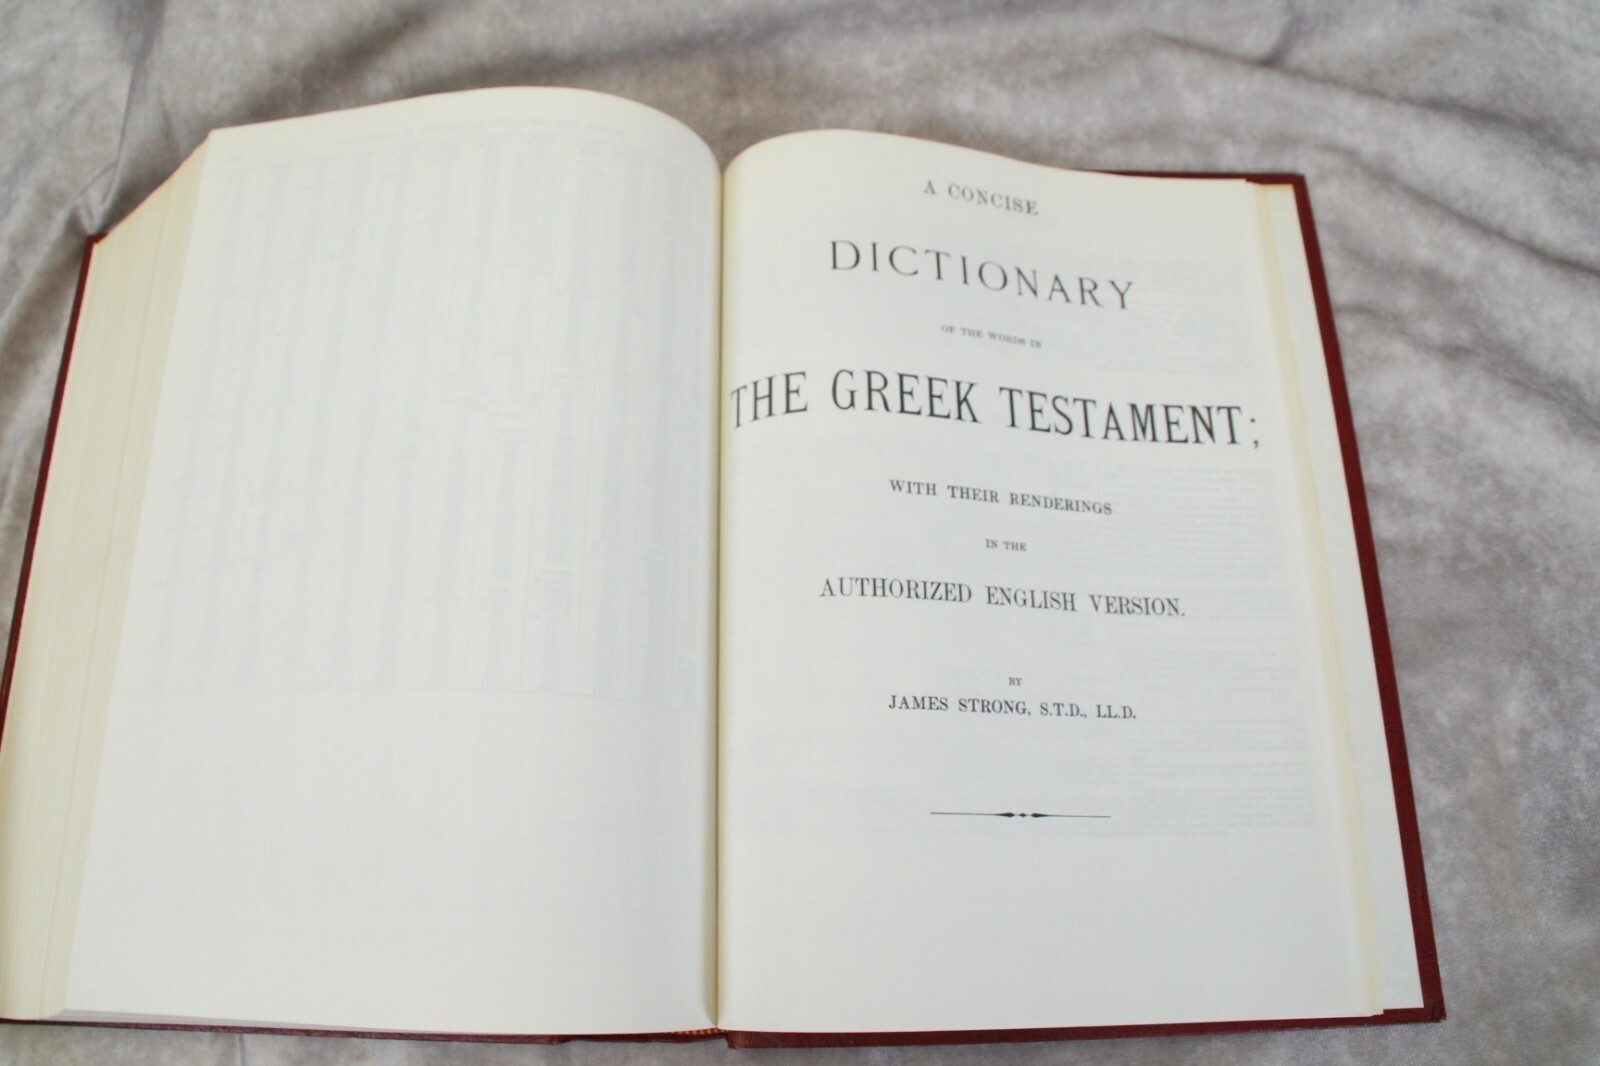 A CONCISE
DICTIONARY
OF THE WORDS IN
THE GREEK TESTAMENT;
WITH THEIR RENDERINGS
IN THE
AUTHORIZED ENGLISH VERSION.
BY
JAMES STRONG, S.T.D., LL.D.